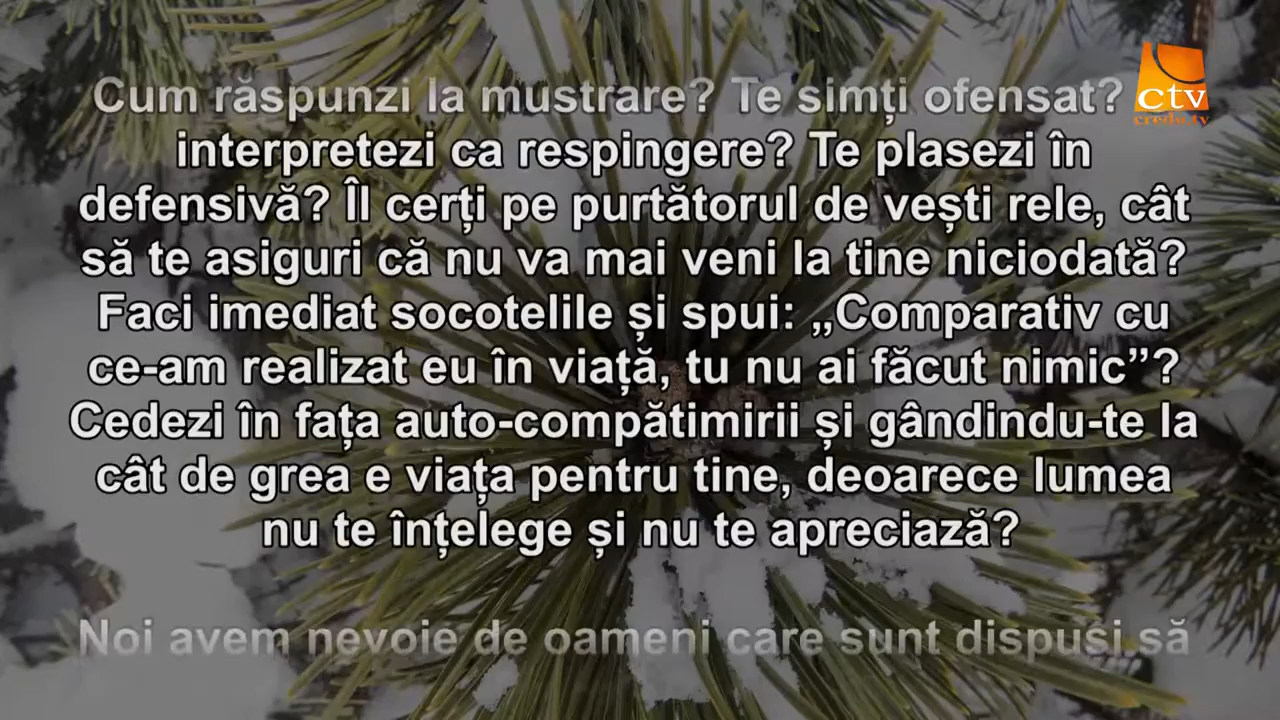 Cum răspunzi la mustrare? Te simți ofensat?
interpretezi ca respingere? Te plasezi în
defensivă? Îl cerți pe purtătorul de vești rele, cât
să te asiguri că nu va mai veni la tine niciodată?
Faci imediat socotelile și spui: „Comparativ cu
ce-am realizat eu în viață, tu nu ai făcut nimic”?
Cedezi în fața auto-compătimirii și gândindu-te la
cât de grea e viața pentru tine, deoarece lumea
nu te înțelege și nu te apreciază?
Noi avem nevoie de oameni care sunt dispuși să
ctv
credo.tv